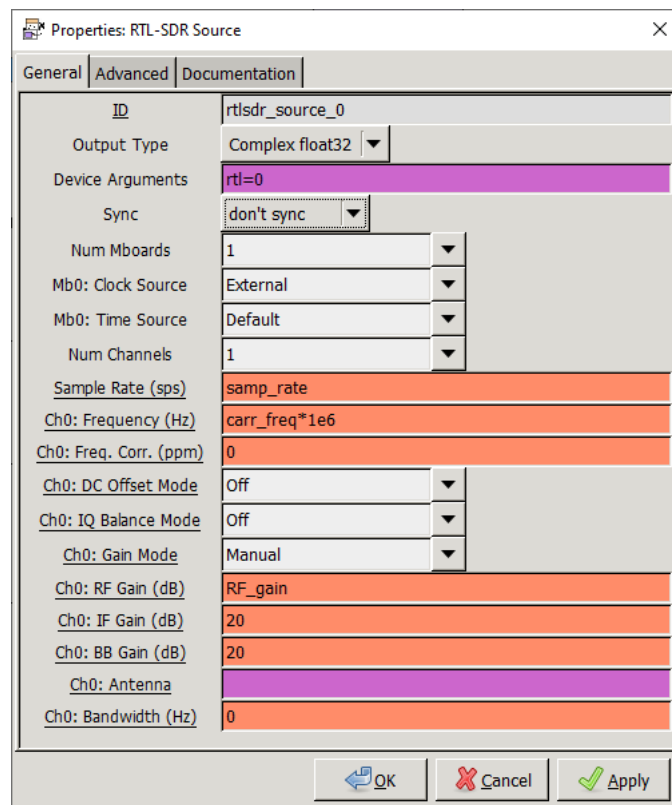 Properties: RTL-SDR Source
General Advanced Documentation
ID rtlsdr_source_0
Output Type Complex float32
Device Arguments rtl=0
Sync don't sync
Num Mboards 1
Mb0: Clock Source External
Mb0: Time Source Default
Num Channels 1
Sample Rate (sps) samp_rate
Ch0: Frequency (Hz) carr_freq*1e6
Ch0: Freq. Corr. (ppm) 0
Ch0: DC Offset Mode Off
Ch0: IQ Balance Mode Off
Ch0: Gain Mode Manual
Ch0: RF Gain (dB) RF_gain
Ch0: IF Gain (dB) 20
Ch0: BB Gain (dB) 20
Ch0: Antenna
Ch0: Bandwidth (Hz) 0
OK Cancel Apply